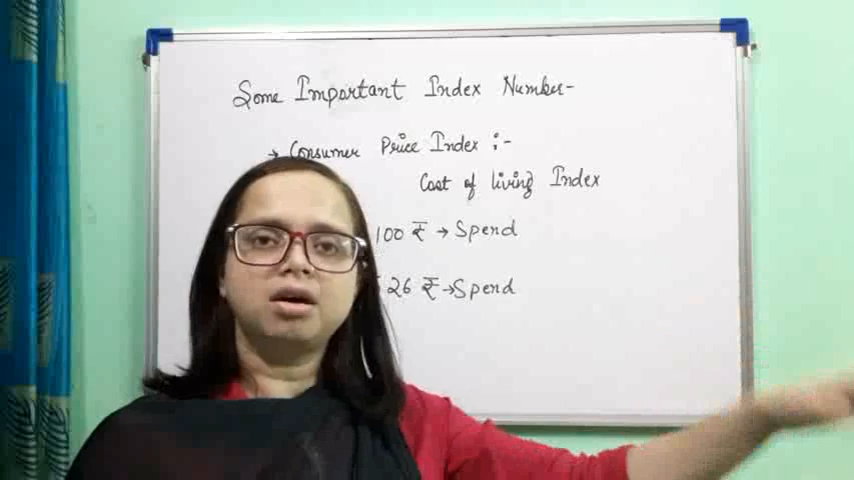 Some Important Index Number-
→ Consumer Price Index :-
Cost of living Index
100 ₹ → Spend
26 ₹ → Spend